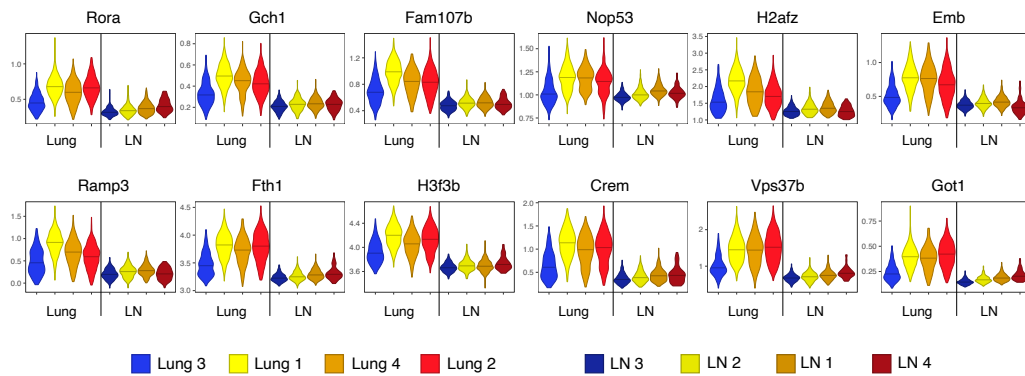 Rora Gch1 Fam107b Nop53 H2afz Emb
1.0 0.5
0.8 0.6 0.4 0.2
1.5 1.0 0.5
1.50 1.25 1.00 0.75
3.5 3.0 2.5 2.0 1.5 1.0
1.0 0.5
Lung LN Lung LN Lung LN Lung LN Lung LN Lung LN
Ramp3 Fth1 H3f3b Crem Vps37b Got1
1.5 1.0 0.5 0.0
4.5 4.0 3.5 3.0
4.4 4.0 3.6
2.0 1.5 1.0 0.5
2 1
0.75 0.50 0.25
Lung LN Lung LN Lung LN Lung LN Lung LN Lung LN
Lung 3 Lung 1 Lung 4 Lung 2 LN 3 LN 2 LN 1 LN 4